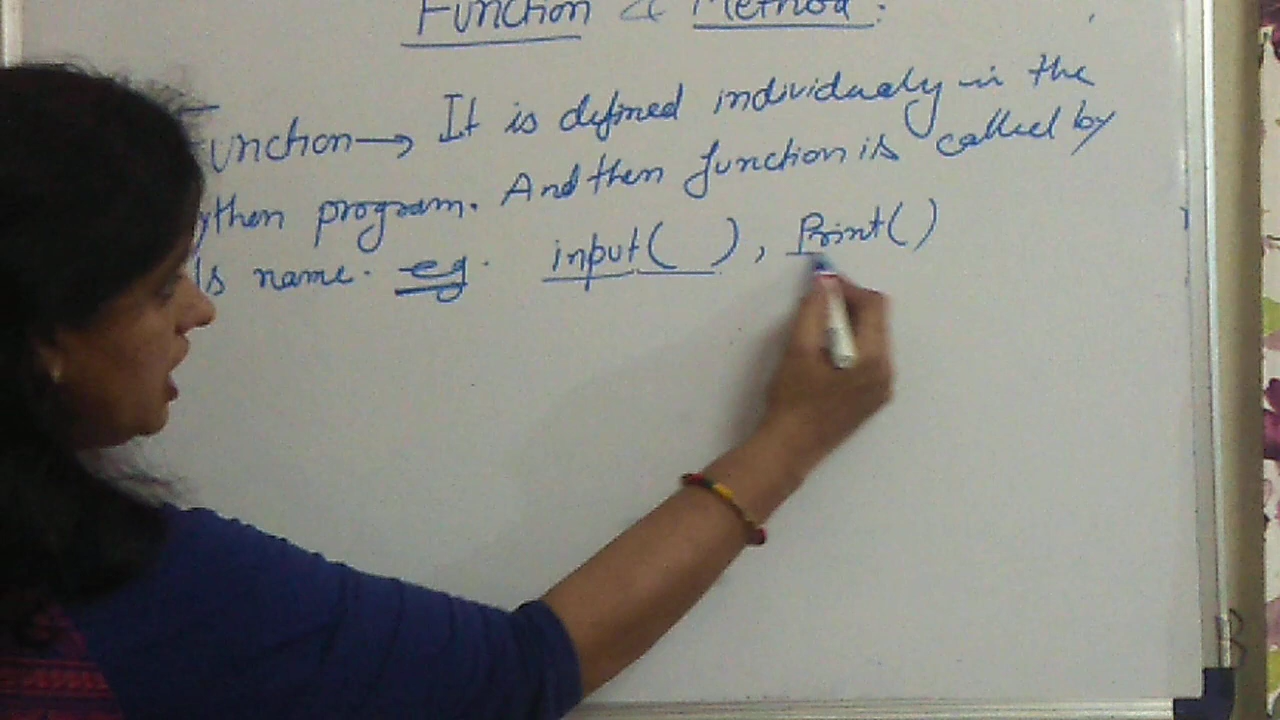 Function & Method:
unction→ It is defined individually in the
ython program. And then function is called by
ts name. eg. input( ), Print()